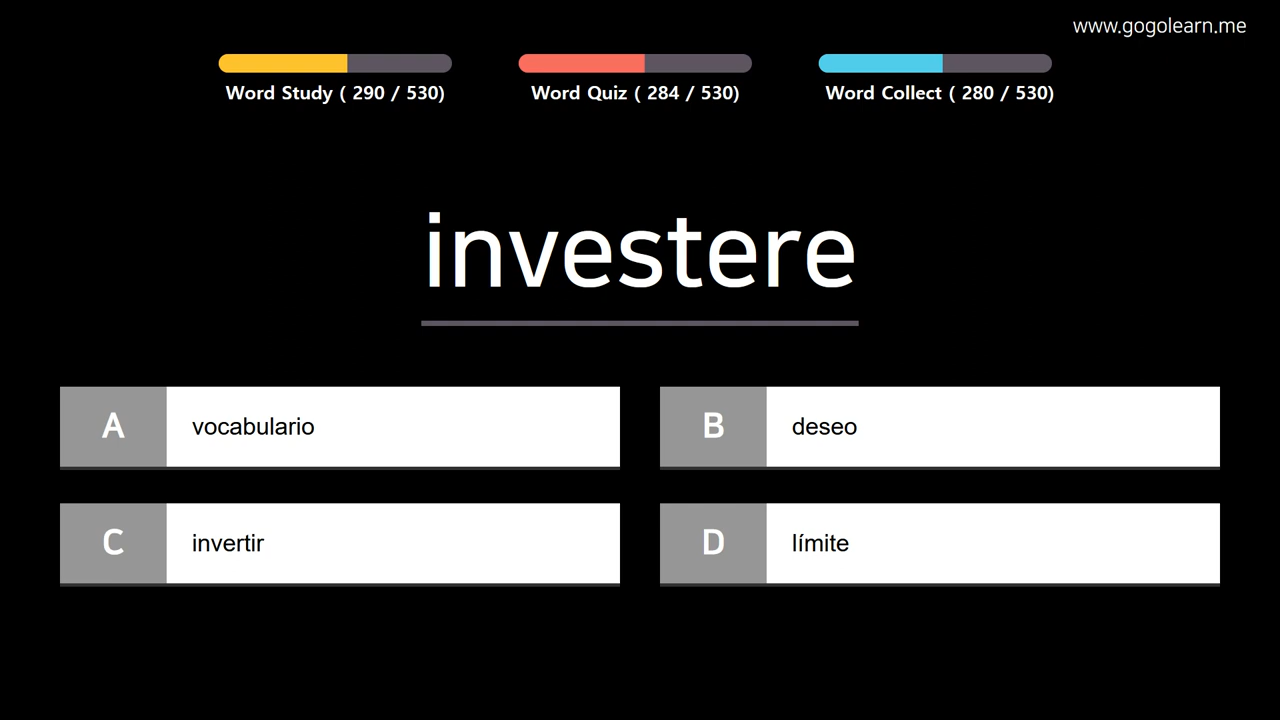 www.gogolearn.me
Word Study ( 290 / 530)
Word Quiz ( 284 / 530)
Word Collect ( 280 / 530)
investere
A vocabulario
B deseo
C invertir
D límite